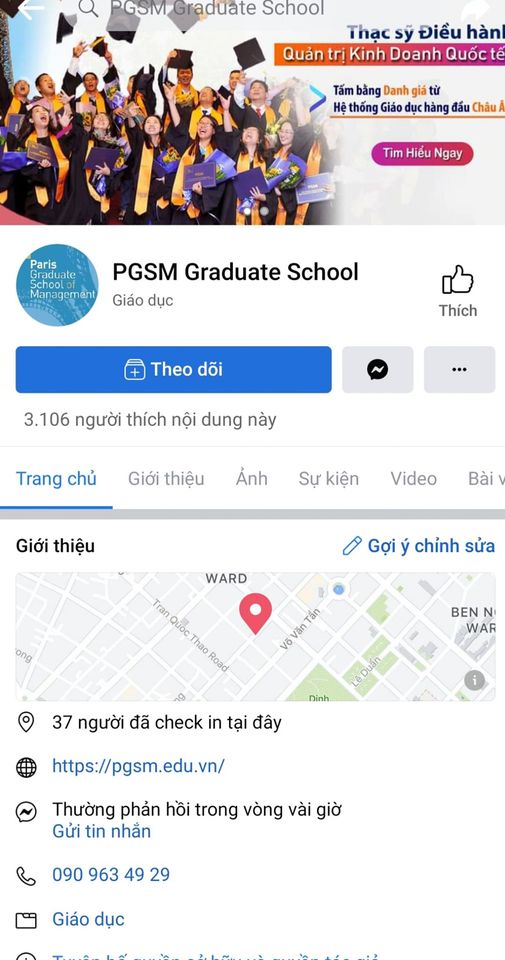 PGSM Graduate School
Thạc sỹ Điều hàn
Quản trị Kinh Doanh Quốc tế
Tấm bằng Danh giá từ
Hệ thống Giáo dục hàng đầu Châu Á
Tìm Hiểu Ngay
Paris
Graduate
School of
Management
PGSM Graduate School
Giáo dục
Thích
Theo dõi
3.106 người thích nội dung này
Trang chủ
Giới thiệu
Ảnh
Sự kiện
Video
Bài v
Giới thiệu
Gợi ý chỉnh sửa
WARD
Tran Quoc Thao Road
Võ Văn Tần
BEN N
WAR
ong
Lê Duẩn
Dinh
37 người đã check in tại đây
https://pgsm.edu.vn/
Thường phản hồi trong vòng vài giờ
Gửi tin nhắn
090 963 49 29
Giáo dục